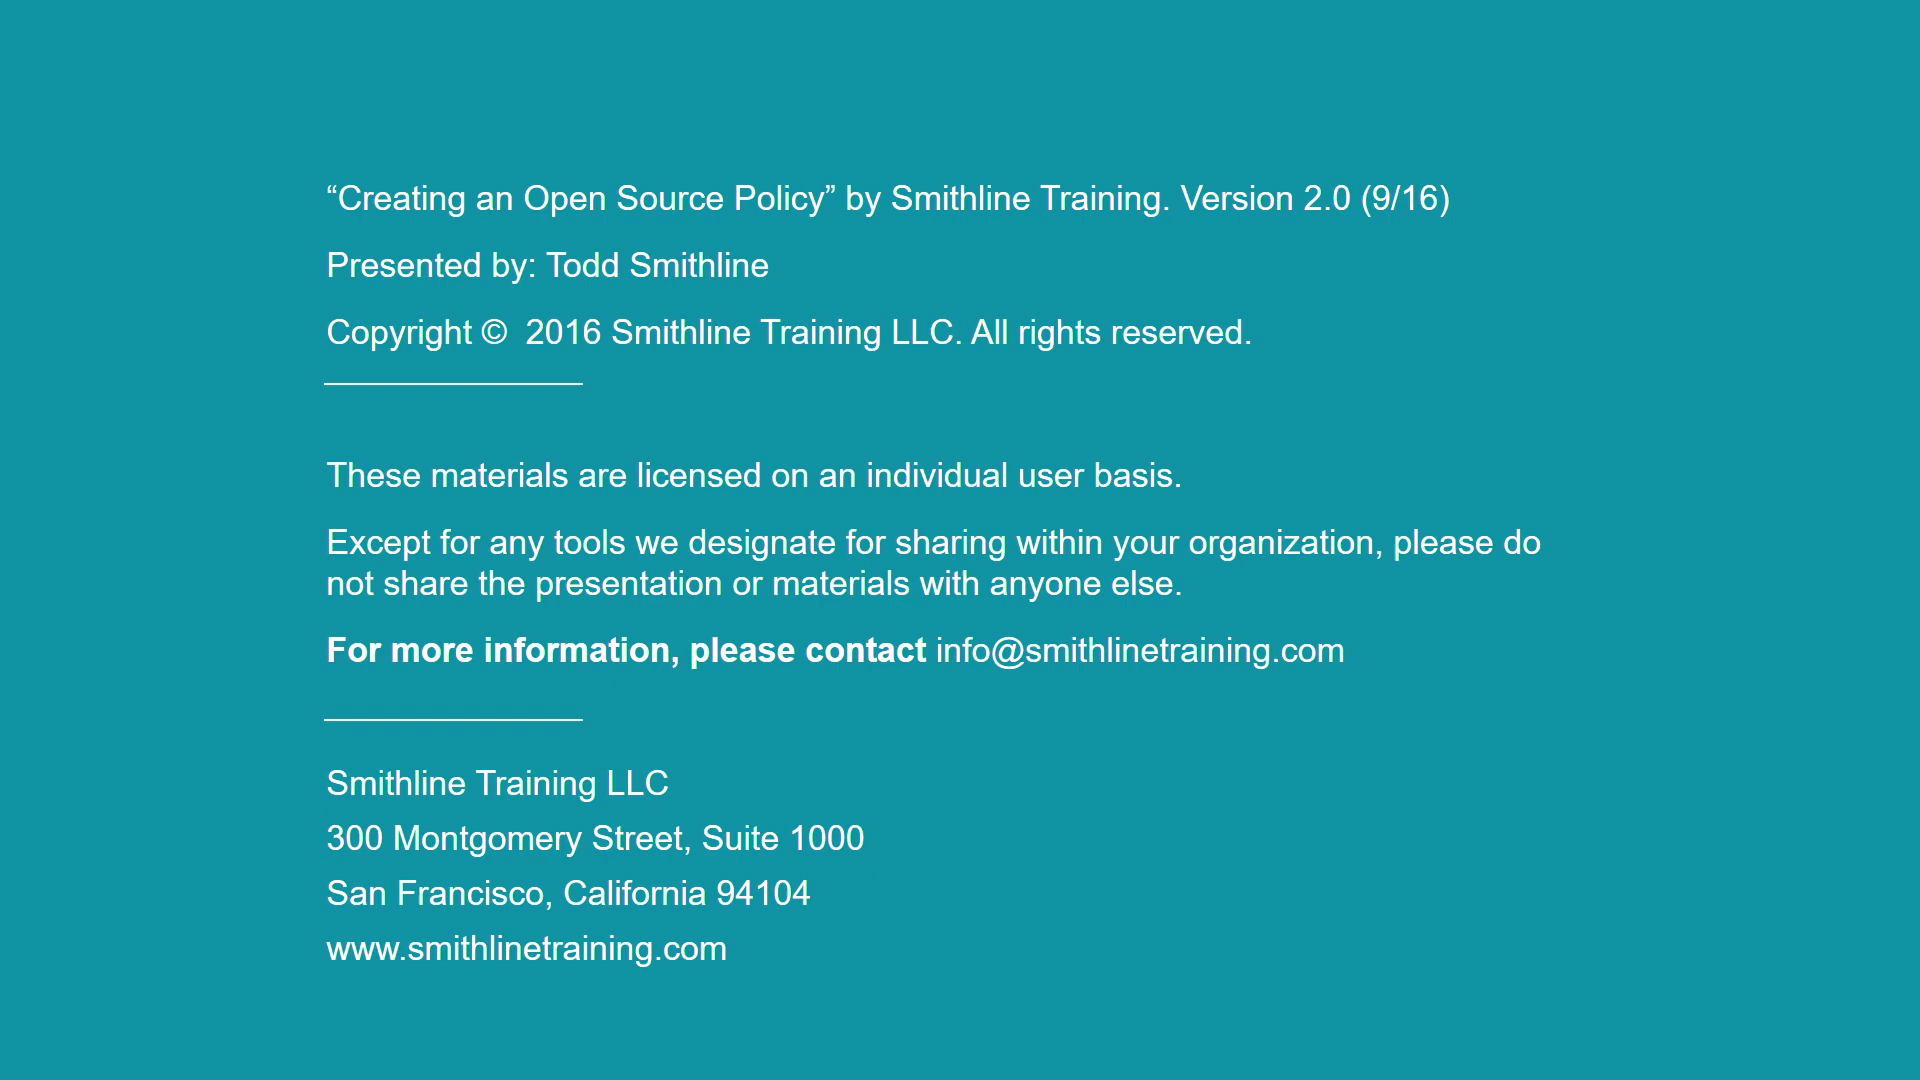 “Creating an Open Source Policy” by Smithline Training. Version 2.0 (9/16)
Presented by: Todd Smithline
Copyright ©  2016 Smithline Training LLC. All rights reserved.
These materials are licensed on an individual user basis.
Except for any tools we designate for sharing within your organization, please do
not share the presentation or materials with anyone else.
For more information, please contact info@smithlinetraining.com
Smithline Training LLC
300 Montgomery Street, Suite 1000
San Francisco, California 94104
www.smithlinetraining.com